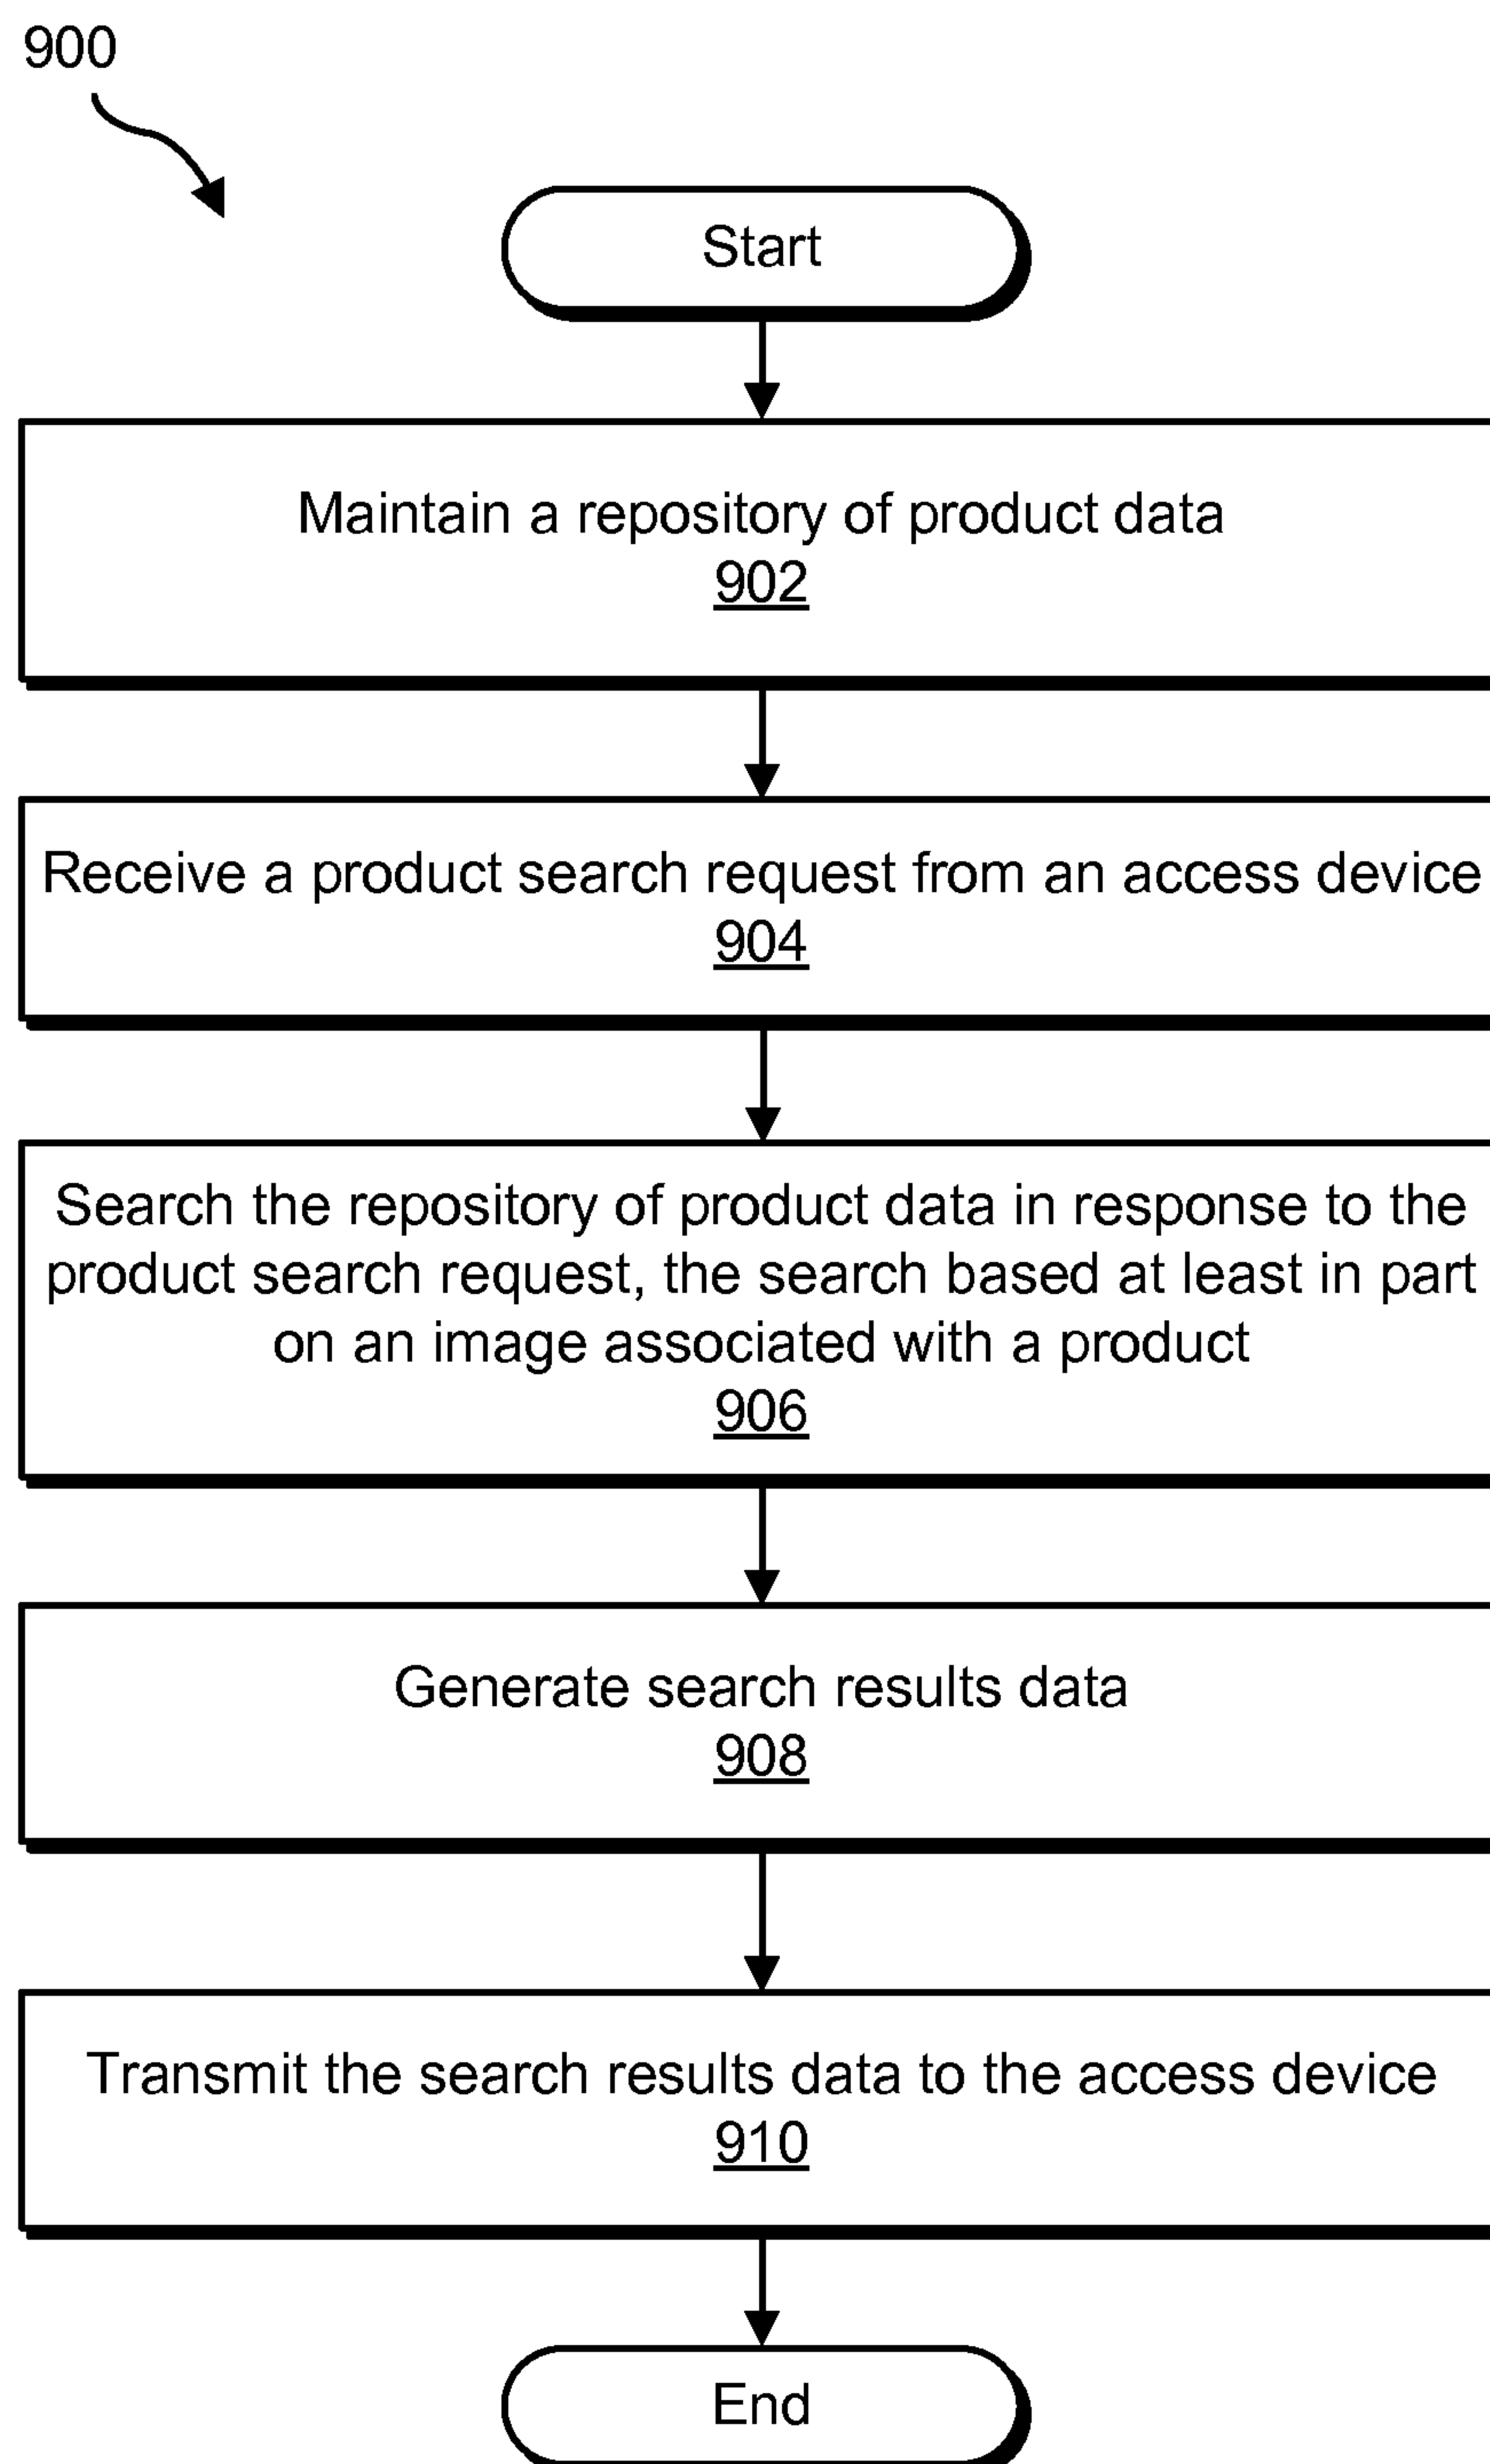 900
Start
Maintain a repository of product data
902
Receive a product search request from an access device
904
Search the repository of product data in response to the
product search request, the search based at least in part
on an image associated with a product
906
Generate search results data
908
Transmit the search results data to the access device
910
End